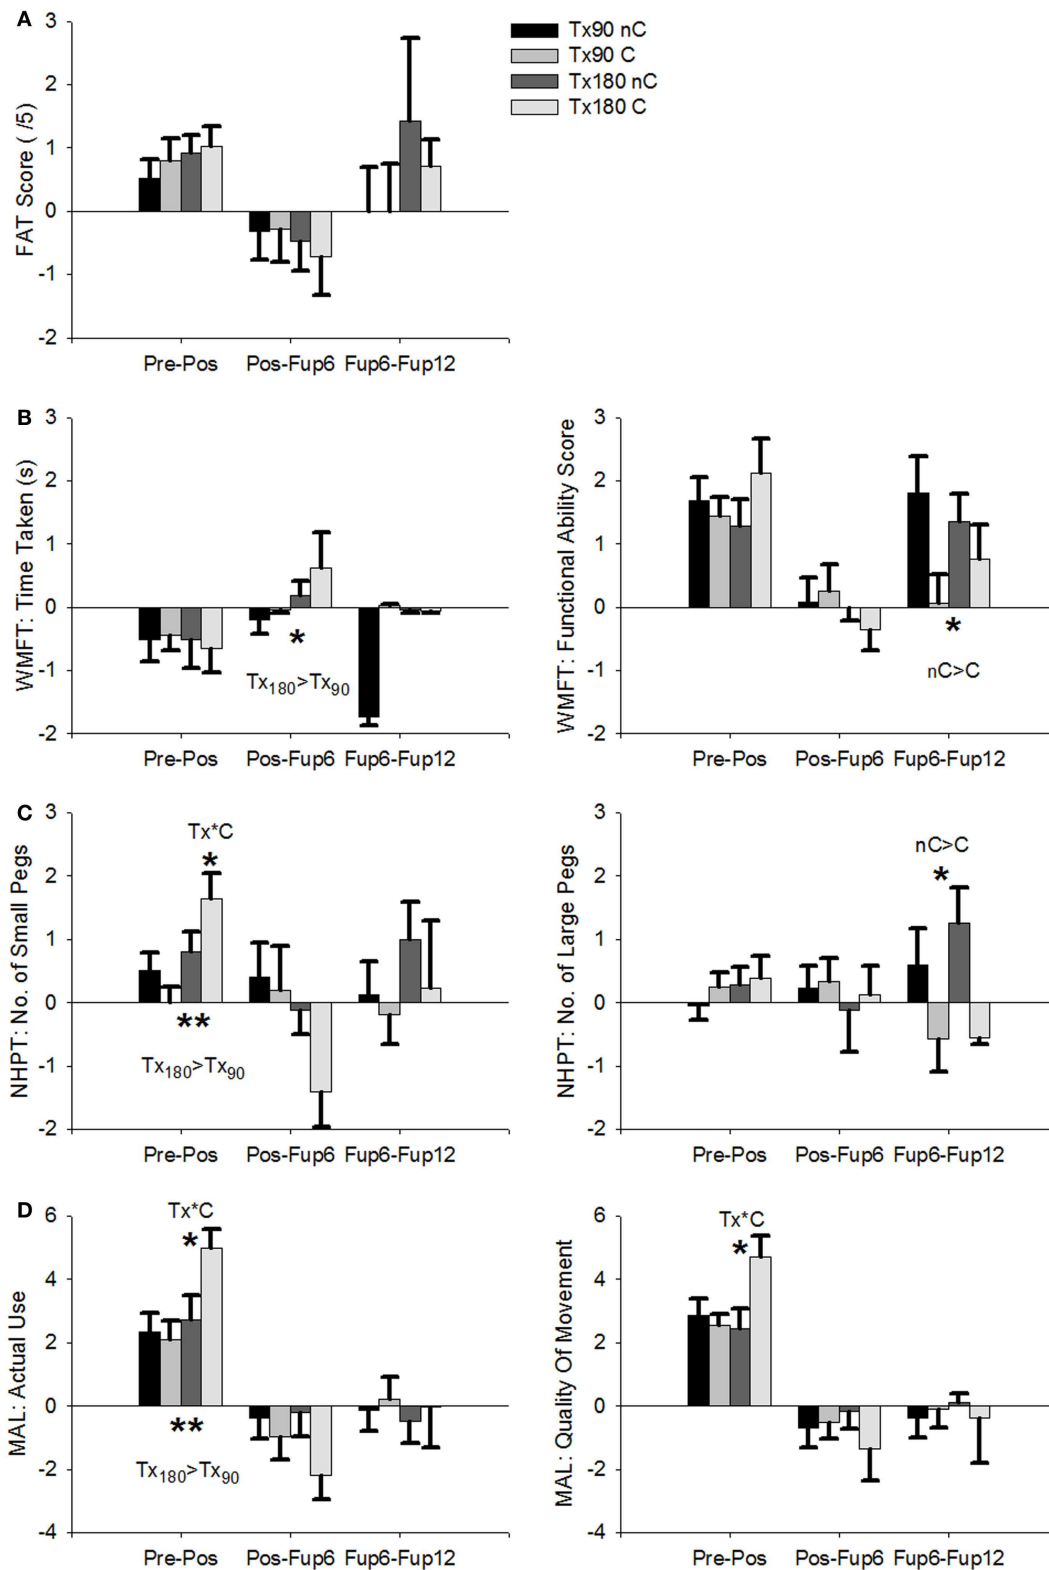 A
FAT Score ( /5)
3
2
1
0
-1
-2
Pre-Pos Pos-Fup6 Fup6-Fup12
Tx90 nC
Tx90 C
Tx180 nC
Tx180 C
B
WMFT: Time Taken (s)
3
2
1
0
-1
-2
*
Tx180>Tx90
Pre-Pos Pos-Fup6 Fup6-Fup12
WMFT: Functional Ability Score
3
2
1
0
-1
-2
*
nC>C
Pre-Pos Pos-Fup6 Fup6-Fup12
C
NHPT: No. of Small Pegs
3
2
1
0
-1
-2
Tx*C
*
**
Tx180>Tx90
Pre-Pos Pos-Fup6 Fup6-Fup12
NHPT: No. of Large Pegs
3
2
1
0
-1
-2
nC>C
*
Pre-Pos Pos-Fup6 Fup6-Fup12
D
MAL: Actual Use
6
4
2
0
-2
-4
Tx*C
*
**
Tx180>Tx90
Pre-Pos Pos-Fup6 Fup6-Fup12
MAL: Quality Of Movement
6
4
2
0
-2
-4
Tx*C
*
Pre-Pos Pos-Fup6 Fup6-Fup12